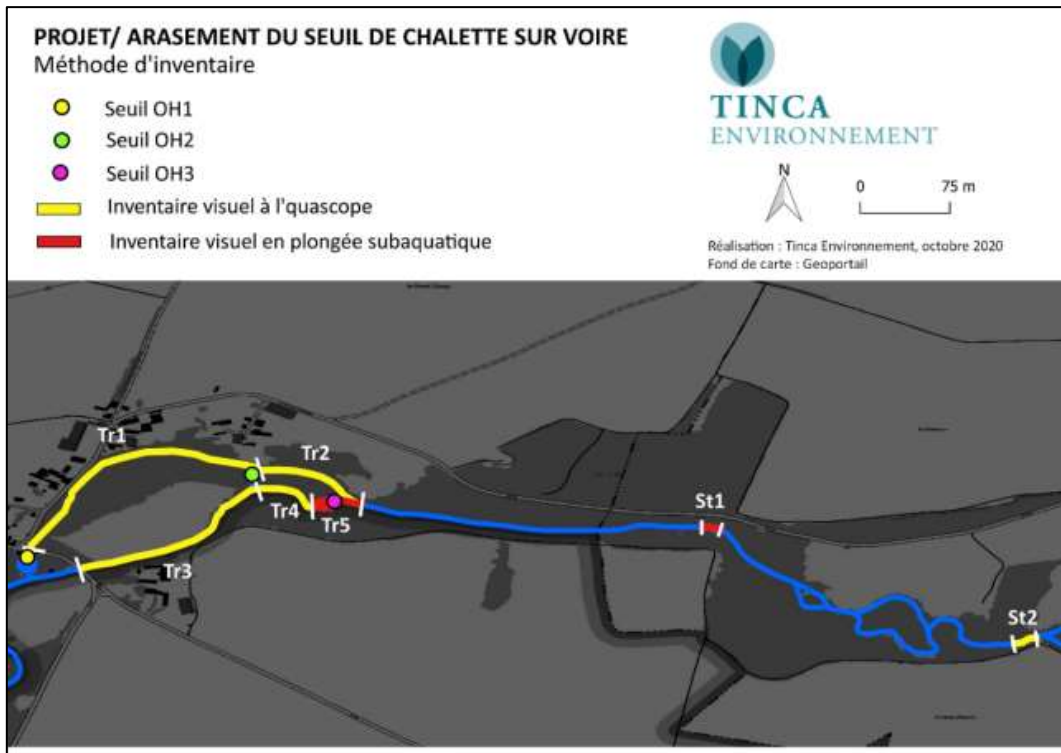 PROJET/ ARASEMENT DU SEUIL DE CHALETTE SUR VOIRE
Méthode d'inventaire
Seuil OH1
Seuil OH2
Seuil OH3
Inventaire visuel à l'quascope
Inventaire visuel en plongée subaquatique
TINCA
ENVIRONNEMENT
N
0 75 m
Réalisation : Tinca Environnement, octobre 2020
Fond de carte : Geoportail
Tr1
Tr2
Tr4
Tr5
Tr3
St1
St2